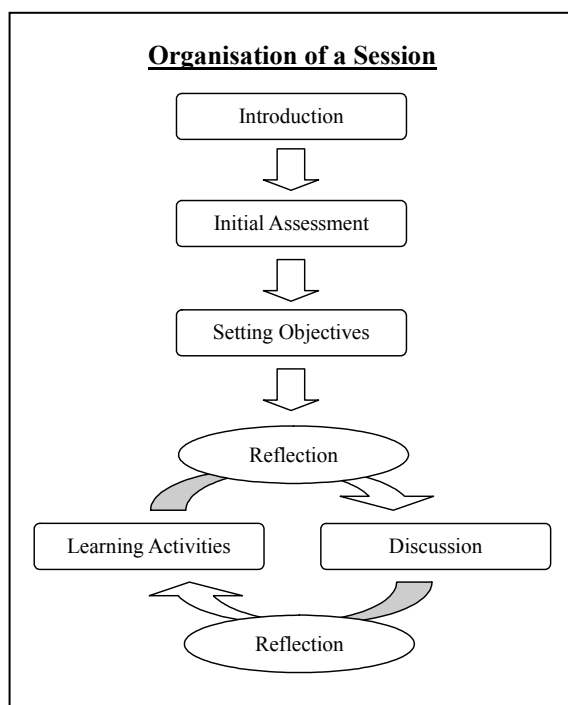 Organisation of a Session
Introduction
Initial Assessment
Setting Objectives
Reflection
Learning Activities
Discussion
Reflection